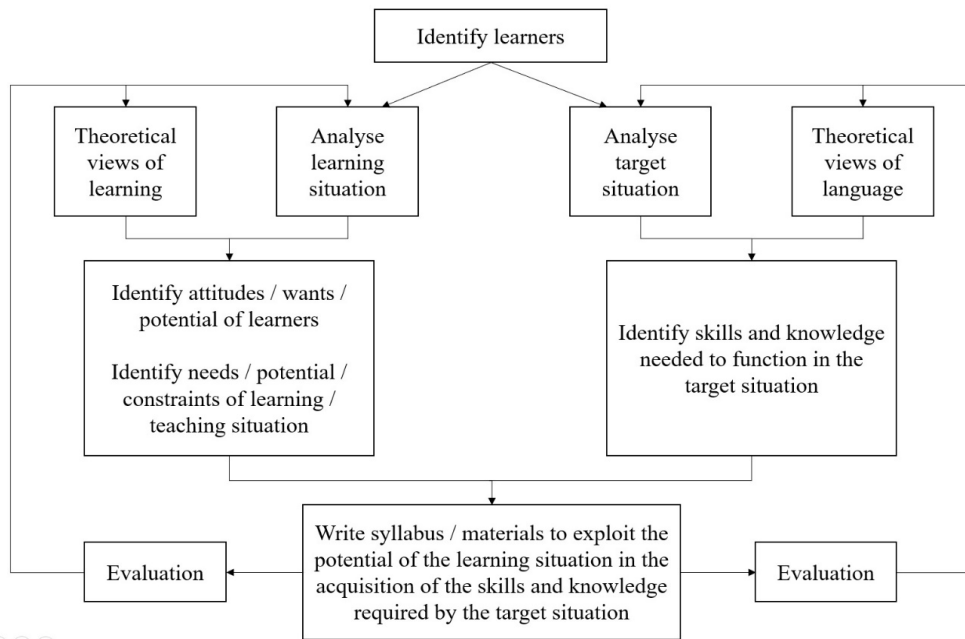 Identify learners
Theoretical
views of
learning
Analyse
learning
situation
Analyse
target
situation
Theoretical
views of
language
Identify attitudes / wants /
potential of learners
Identify needs / potential /
constraints of learning /
teaching situation
Identify skills and knowledge
needed to function in the
target situation
Evaluation
Write syllabus / materials to exploit the
potential of the learning situation in the
acquisition of the skills and knowledge
required by the target situation
Evaluation